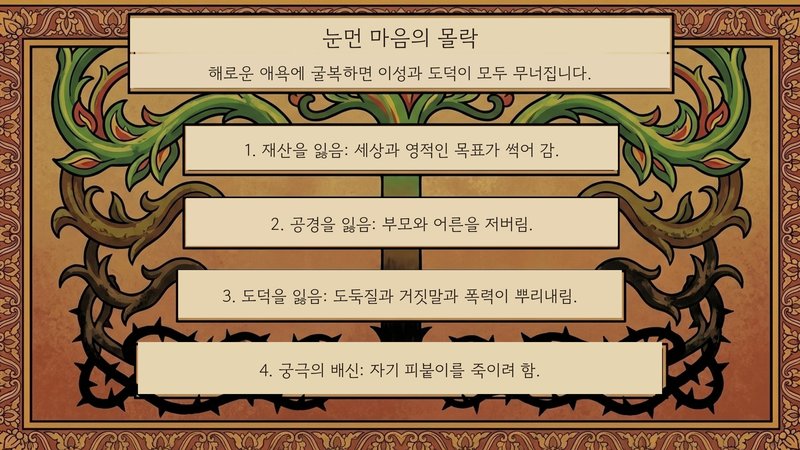 눈먼 마음의 몰락
해로운 애욕에 굴복하면 이성과 도덕이 모두 무너집니다.
1. 재산을 잃음: 세상과 영적인 목표가 썩어 감.
2. 공경을 잃음: 부모와 어른을 저버림.
3. 도덕을 잃음: 도둑질과 거짓말과 폭력이 뿌리내림.
4. 궁극의 배신: 자기 피붙이를 죽이려 함.